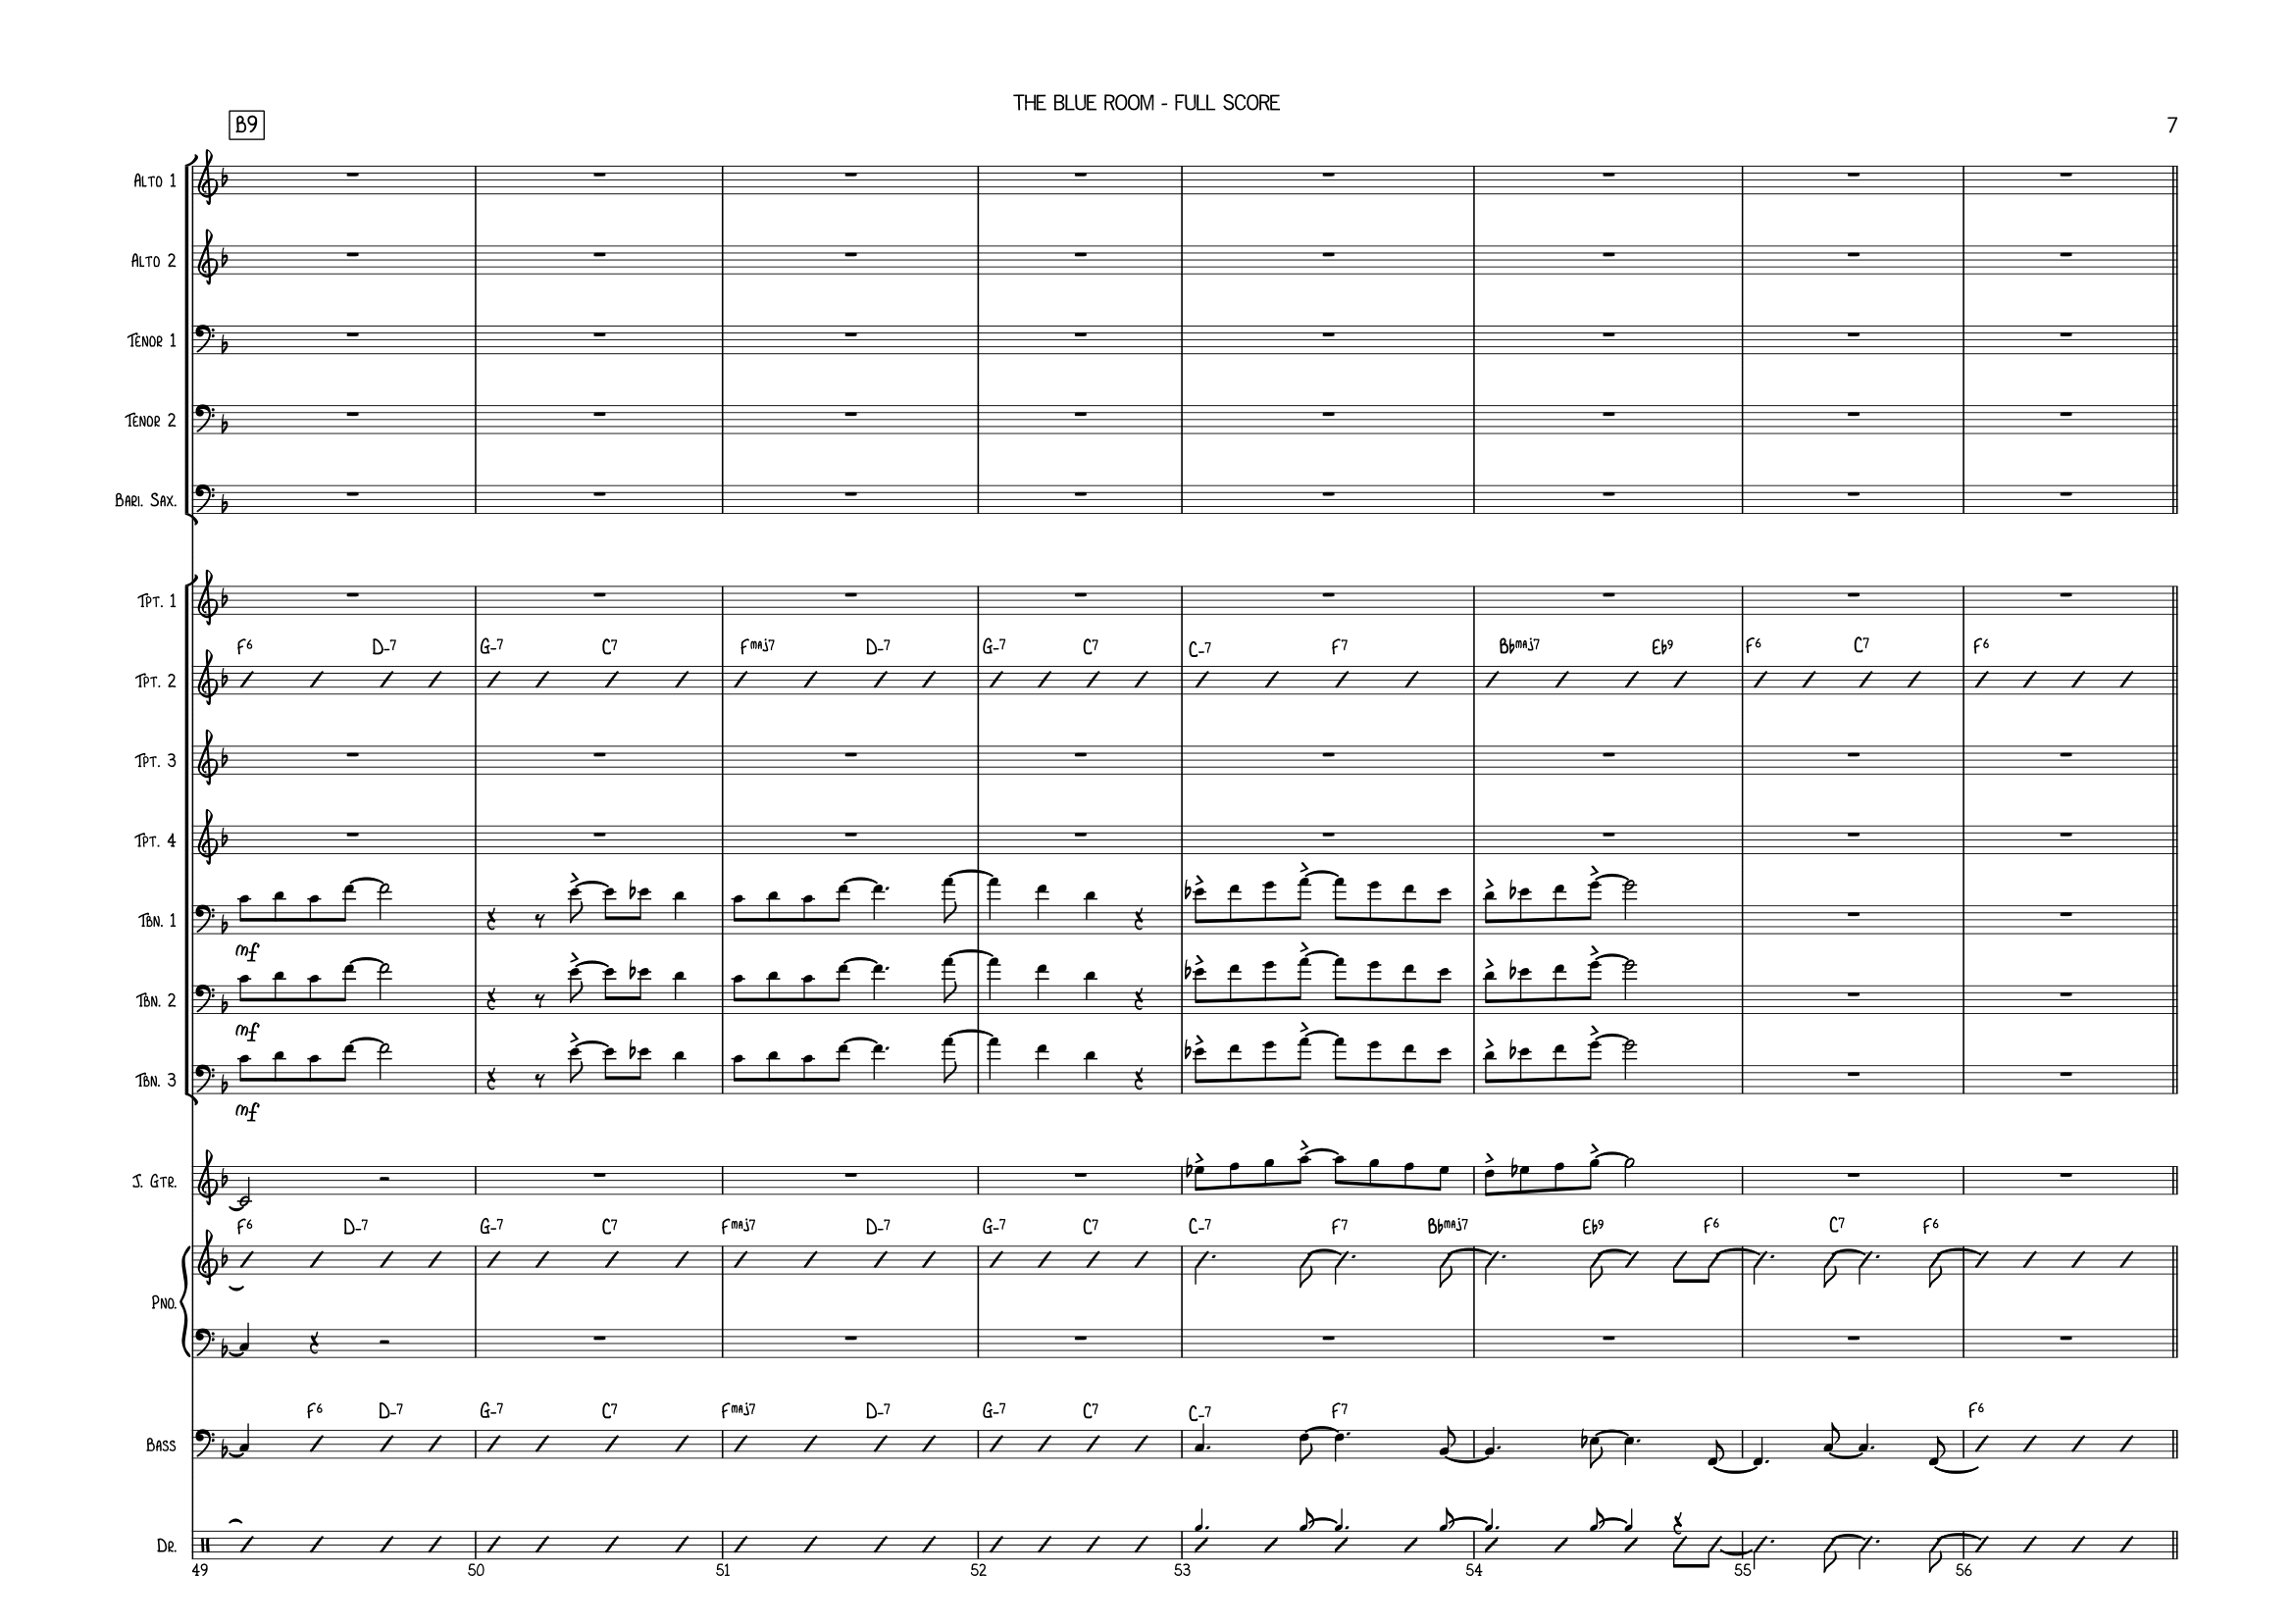 THE BLUE ROOM - FULL SCORE
B9
7
ALTO 1
ALTO 2
TENOR 1
TENOR 2
BARI. SAX.
TPT. 1
F6 D-7 G-7 C7 Fmaj7 D-7 G-7 C7 C-7 F7 Bbmaj7 Eb9 F6 C7 F6
TPT. 2
TPT. 3
TPT. 4
TBN. 1
mf
TBN. 2
mf
TBN. 3
mf
J. GTR.
F6 D-7 G-7 C7 Fmaj7 D-7 G-7 C7 C-7 F7 Bbmaj7 Eb9 F6 C7 F6
PNO.
F6 D-7 G-7 C7 Fmaj7 D-7 G-7 C7 C-7 F7 F6
BASS
DR.
49 50 51 52 53 54 55 56